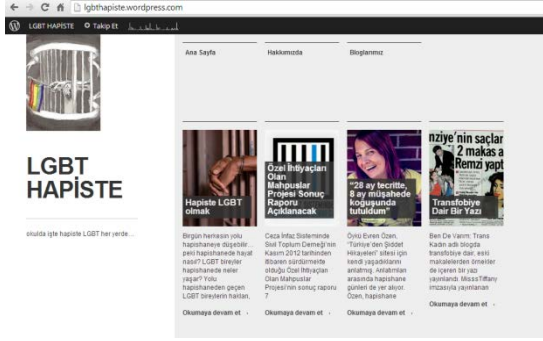 lgbthapiste.wordpress.com
LGBT HAPİSTE Takip Et
Ana Sayfa
Hakkımızda
Bloglarımız
LGBT
HAPİSTE
okulda işte hapiste LGBT her yerde...
Hapiste LGBT
olmak
Birgün herhasın yolu
hapishaneye düşebilir...
peki hapishanede hayat
nasıl? LGBT bireyler
hapishanede neler
yaşar? Yolu
hapishaneden geçen
LGBT bireylerin hakları,
Özel İhtiyaçları
Olan
Mahpuslar
Projesi Sonuç
Raporu
Açıklanacak
Ceza İnfaz Sisteminde
Sivil Toplum Derneği'nin
Kasım 2012 tarihinden
itibaren sürdürmekte
olduğu Özel İhtiyaçları
Olan Mahpuslar
Projesi'nin sonuç raporu
7
Okumaya devam et
"28 ay tecritte,
8 ay müşahede
koğuşunda
tutuldum"
Öykü Evren Özen,
"Türkiye'den Şiddet
Hikayeleri" sitesi için
kendi yaşadıklarını
anlatmış. Anlatımları
arasında hapishane
günleri de yer alıyor.
Özen, hapishane
Okumaya devam et
nziye'nin saçlar
2 makas a
Remzi yapt
Transfobiye
Dair Bir Yazı
Ben De Varım: Trans
Kadın adlı blogda
transfobiye dair, eski
makalelerden örnekler
de içeren bir yazı
yayınlandı. MisssTiffany
imzasıyla yayınlanan
Okumaya devam et